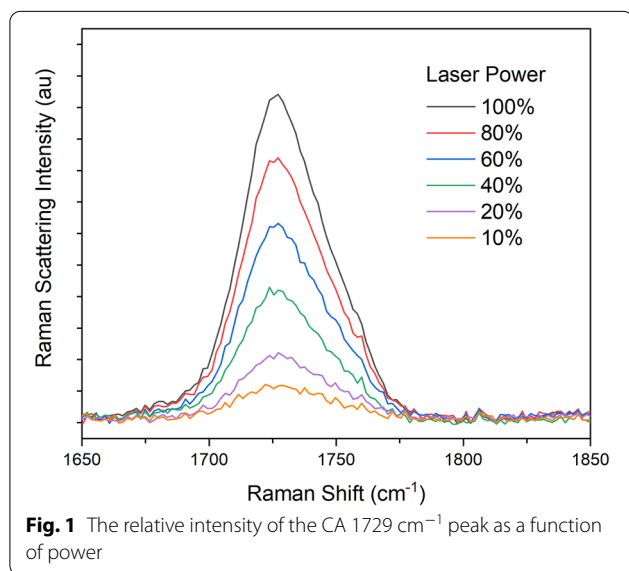 Raman Scattering Intensity (au)
Laser Power
100%
80%
60%
40%
20%
10%
1650 1700 1750 1800 1850
Raman Shift (cm⁻¹)
Fig. 1 The relative intensity of the CA 1729 cm⁻¹ peak as a function
of power